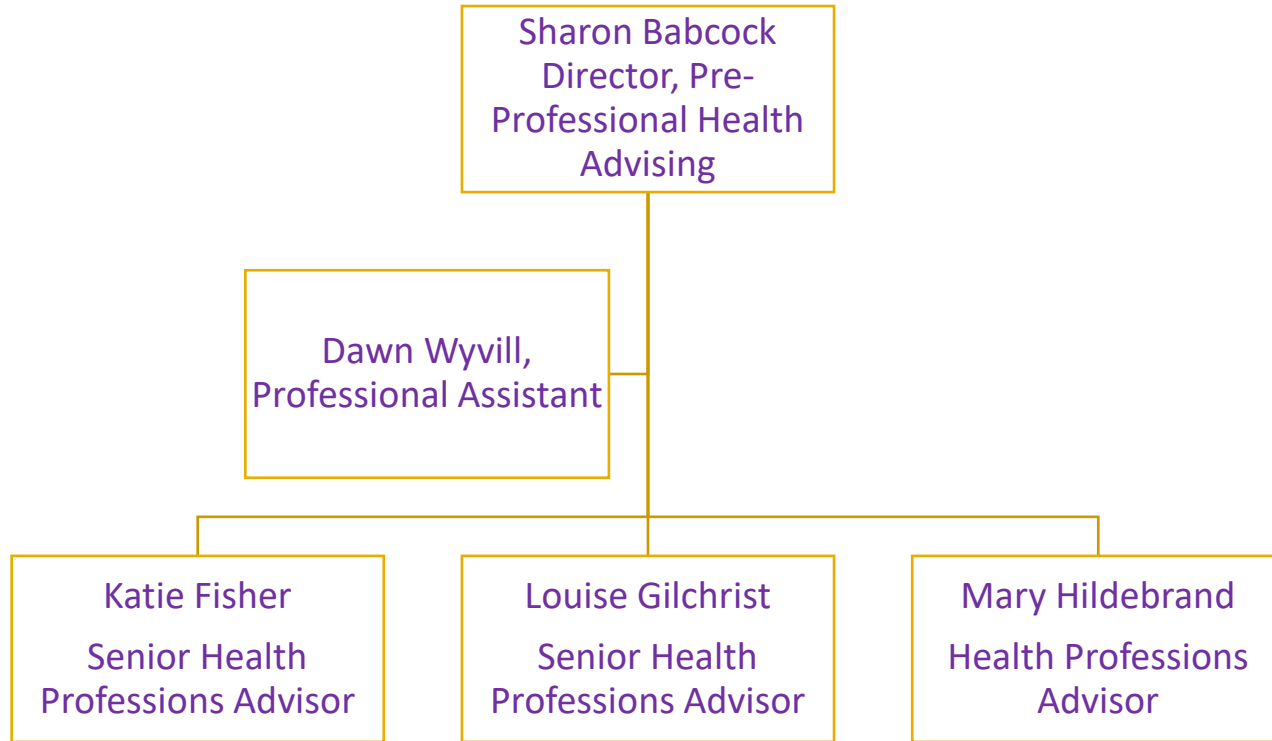 Sharon Babcock
Director, Pre-
Professional Health
Advising
Dawn Wyvill,
Professional Assistant
Katie Fisher
Senior Health
Professions Advisor
Louise Gilchrist
Senior Health
Professions Advisor
Mary Hildebrand
Health Professions
Advisor